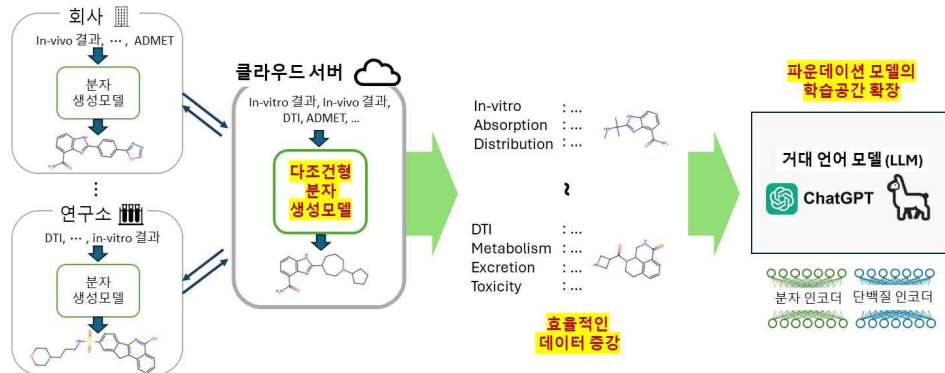 회사
In-vivo 결과, …, ADMET
분자
생성모델
⋮
연구소
DTI, …, in-vitro 결과
분자
생성모델
클라우드 서버
In-vitro 결과, In-vivo 결과,
DTI, ADMET, …
다조건형
분자
생성모델
In-vitro : ...
Absorption : ...
Distribution : ...
~
DTI : ...
Metabolism : ...
Excretion : ...
Toxicity : ...
효율적인
데이터 증강
파운데이션 모델의
학습공간 확장
거대 언어 모델 (LLM)
ChatGPT
분자 인코더
단백질 인코더